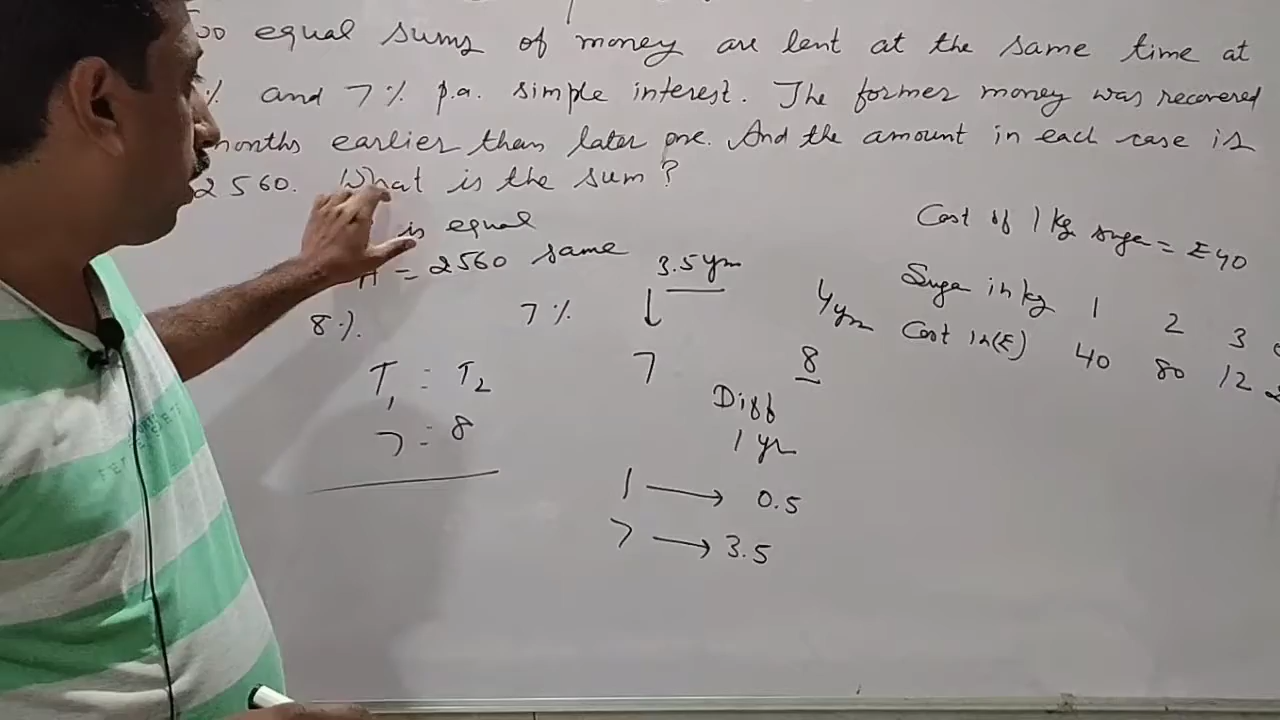 Two equal sums of money are lent at the same time at
% and 7% p.a. simple interest. The former money was recovered
months earlier than later one. And the amount in each case is
2560. What is the sum?
is equal
A = 2560 same
3.5 yrs
8%
7%
T1 : T2
7 : 8
7
8
4 yrs
Diff
1 yr
1 → 0.5
7 → 3.5
Cost of 1 kg suga = ₤40
Suga in kg 1 2 3
Cost in (₤) 40 80 12